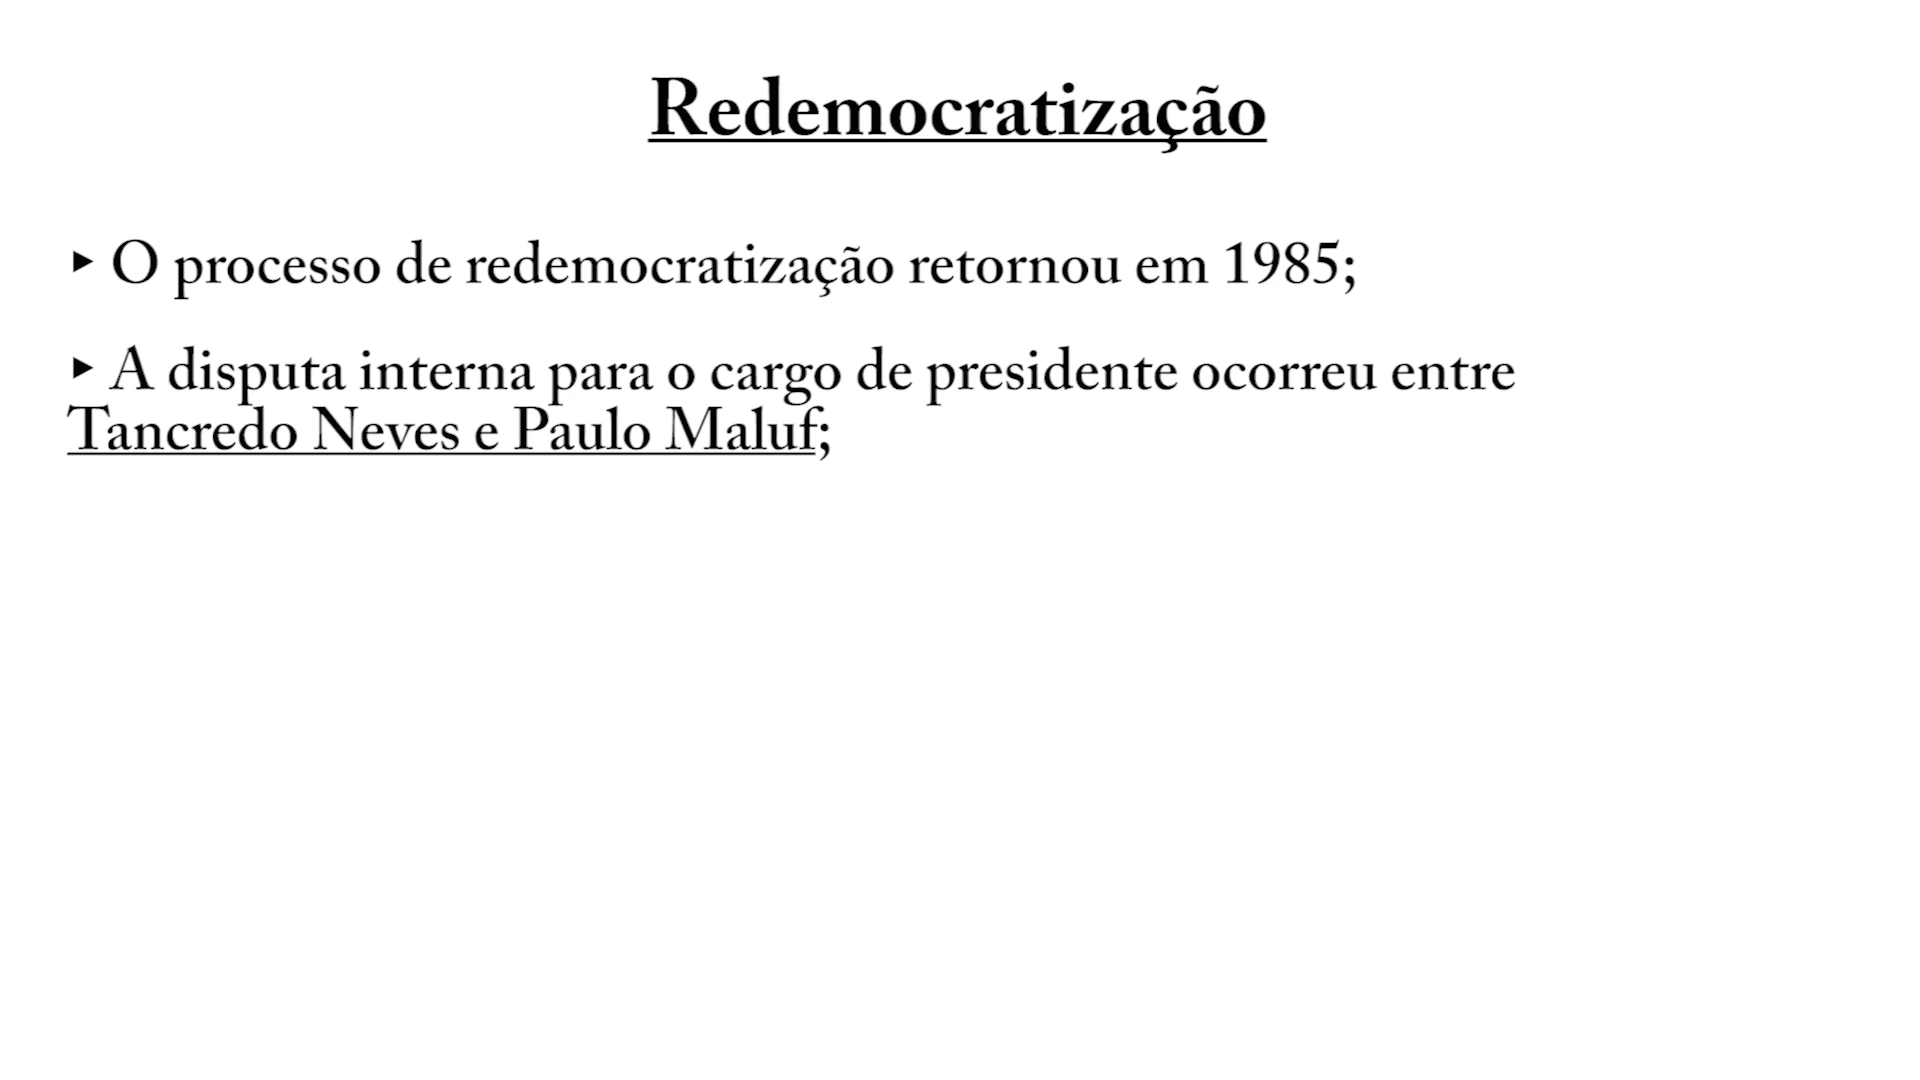 Redemocratização
‣ O processo de redemocratização retornou em 1985;
‣ A disputa interna para o cargo de presidente ocorreu entre
Tancredo Neves e Paulo Maluf;